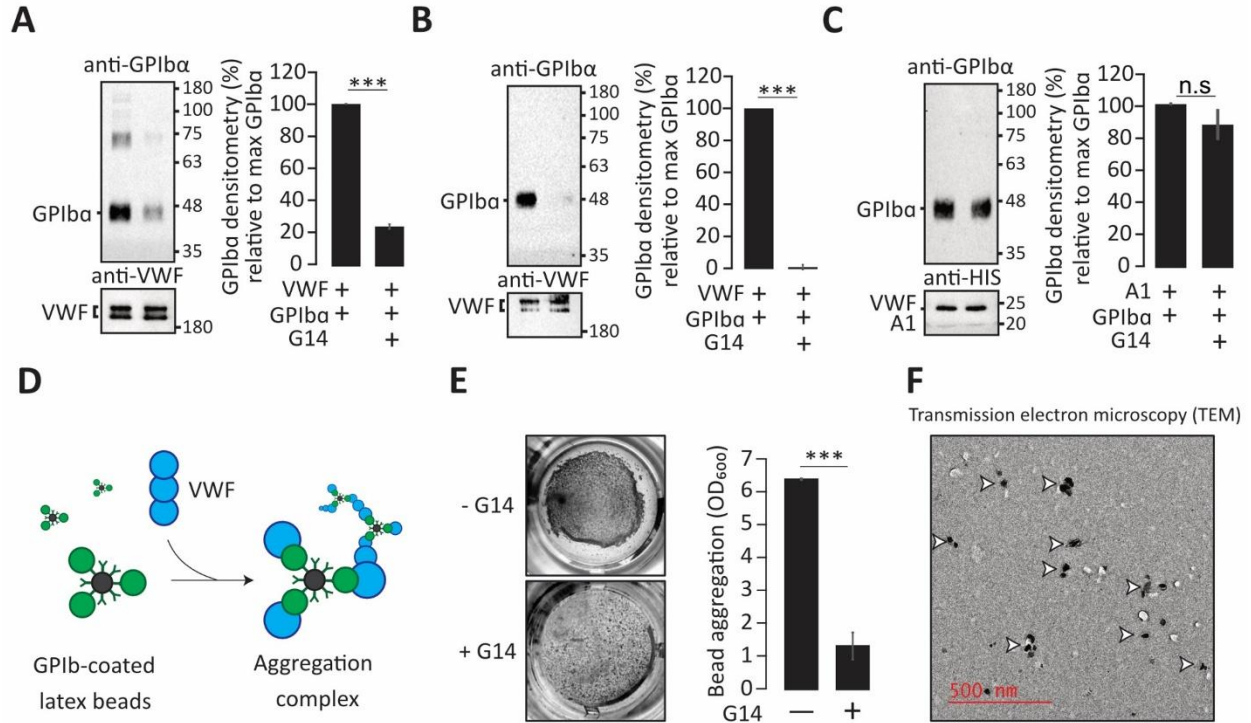 A
anti-GPIbα
180
100
75
63
48
35
GPIbα
anti-VWF
VWF
180
GPIbα densitometry (%)
relative to max GPIbα
120
100
80
60
40
20
0
***
VWF + +
GPIbα + +
G14 +
B
anti-GPIbα
180
100
75
63
48
35
GPIbα
anti-VWF
VWF
180
GPIbα densitometry (%)
relative to max GPIbα
120
100
80
60
40
20
0
***
VWF + +
GPIbα + +
G14 +
C
anti-GPIbα
180
100
75
63
48
35
GPIbα
anti-HIS
VWF
A1
25
20
GPIbα densitometry (%)
relative to max GPIbα
120
100
80
60
40
20
0
n.s
A1 + +
GPIbα + +
G14 +
D
VWF
GPIb-coated
latex beads
Aggregation
complex
E
- G14
+ G14
Bead aggregation (OD600)
7
6
5
4
3
2
1
0
***
G14 — +
F
Transmission electron microscopy (TEM)
500 nm